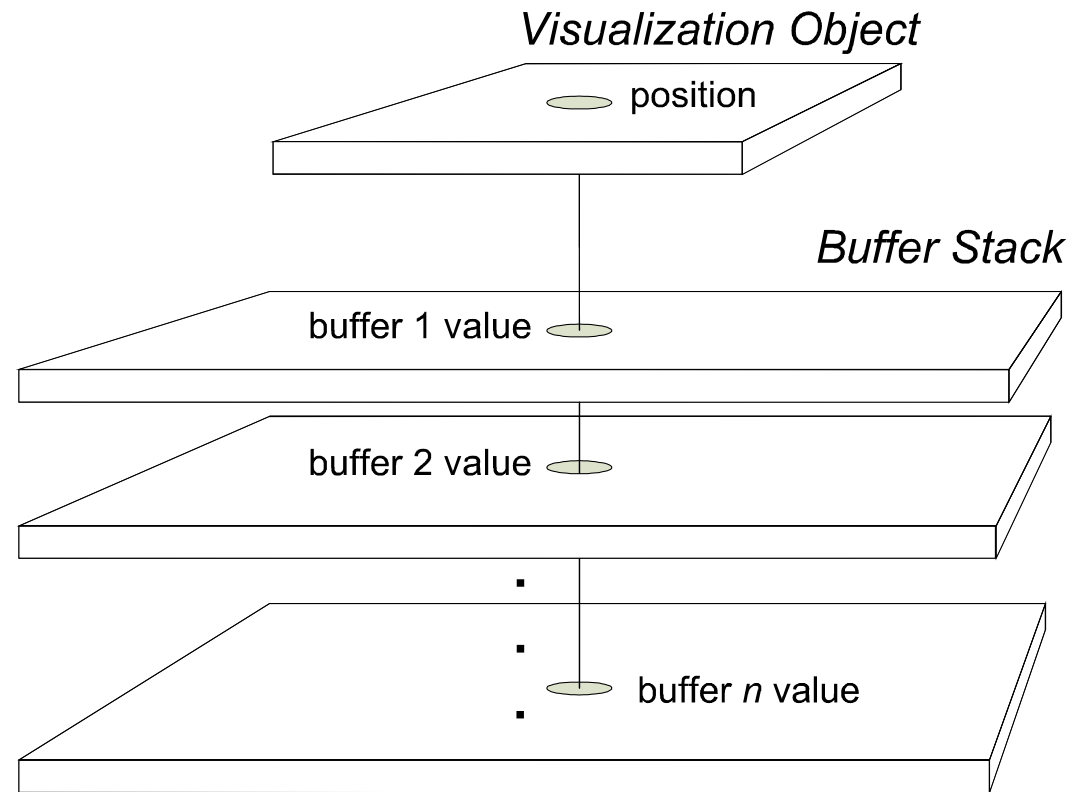 Visualization Object
position
Buffer Stack
buffer 1 value
buffer 2 value
buffer n value